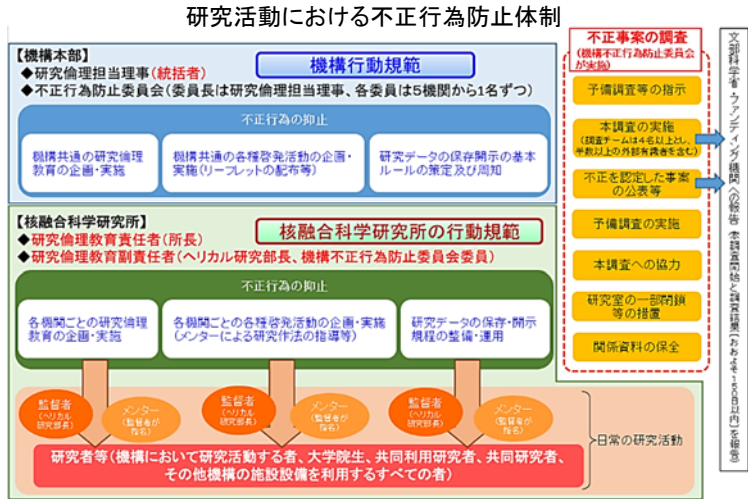 研究活動における不正行為防止体制
【機構本部】
◆研究倫理担当理事(統括者)
機構行動規範
◆不正行為防止委員会(委員長は研究倫理担当理事、各委員は5機関から1名ずつ)
不正行為の抑止
機構共通の研究倫理
教育の企画・実施
機構共通の各種啓発活動の企画・
実施(リーフレットの配布等)
研究データの保存開示の基本
ルールの策定及び周知
【核融合科学研究所】
◆研究倫理教育責任者(所長)
核融合科学研究所の行動規範
◆研究倫理教育副責任者(ヘリカル研究部長、機構不正行為防止委員会委員)
不正行為の抑止
各機関ごとの研究倫理
教育の企画・実施
各機関ごとの各種啓発活動の企画・実施
(メンターによる研究作法の指導等)
研究データの保存・開示
規程の整備・運用
監督者
(ヘリカル
研究部長)
メンター
(監督者が
指名)
監督者
(ヘリカル
研究部長)
メンター
(監督者が
指名)
監督者
(ヘリカル
研究部長)
メンター
(監督者が
指名)
日常の研究活動
研究者等(機構において研究活動する者、大学院生、共同利用研究者、共同研究者、
その他機構の施設設備を利用するすべての者)
不正事案の調査
(機構不正行為防止委員会
が実施)
予備調査等の指示
本調査の実施
(調査チームは4名以上とし、
半数以上の外部有識者を含む)
不正を認定した事案
の公表等
予備調査の実施
本調査への協力
研究室の一部閉鎖
等の措置
関係資料の保全
文部科学省・ファンディング機関への報告(本調査開始と調査結果(おおよそ150日以内)を報告)